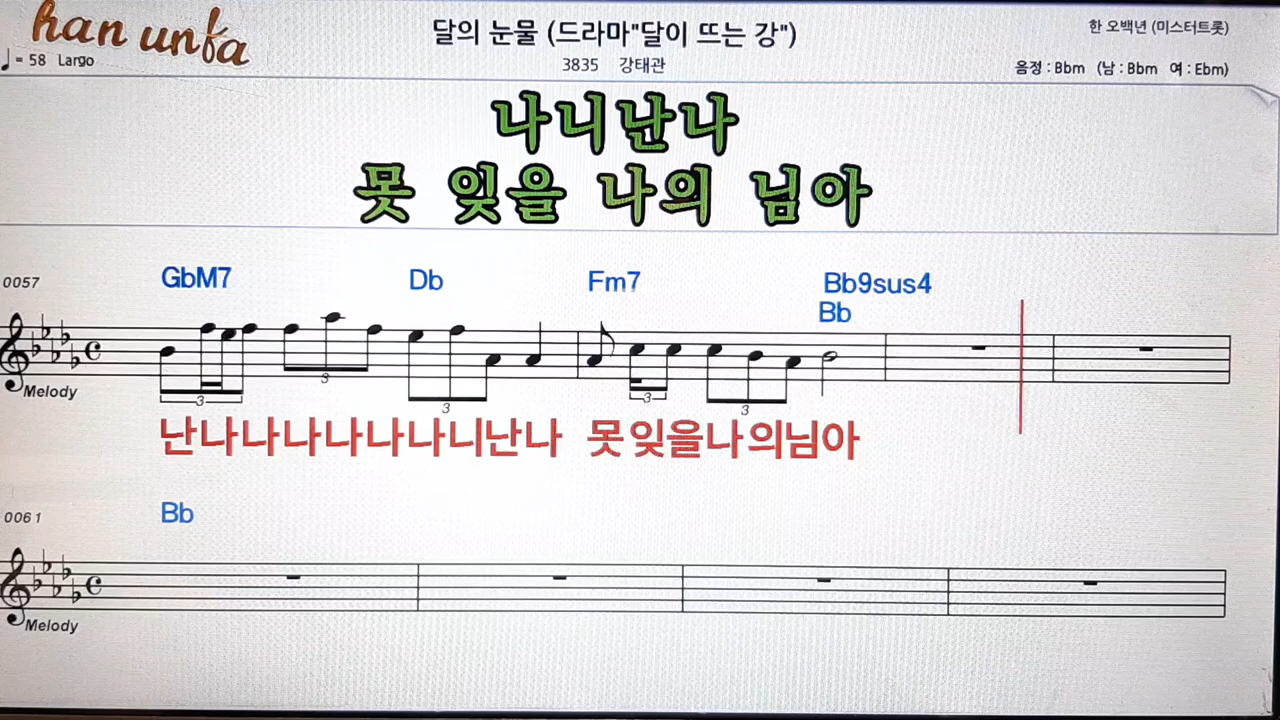 han unfa
달의 눈물 (드라마"달이 뜨는 강")
한 오백년 (미스터트롯)
♩= 58 Largo
3835 강태관
음정 : Bbm (남 : Bbm 여 : Ebm)
나니난나
못 잊을 나의 님아
0057
GbM7 Db Fm7 Bb9sus4
Bb
3 3 3 3 3
Melody
난나나나나나나니난나 못잊을나의님아
0061
Bb
Melody